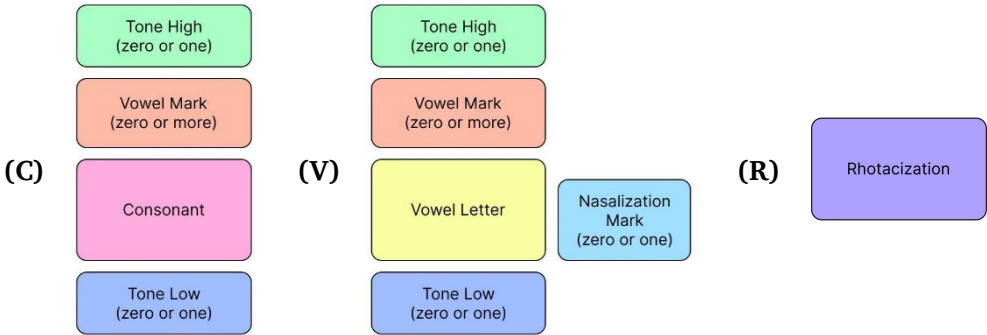 (C)
Tone High
(zero or one)
Vowel Mark
(zero or more)
Consonant
Tone Low
(zero or one)
(V)
Tone High
(zero or one)
Vowel Mark
(zero or more)
Vowel Letter
Nasalization
Mark
(zero or one)
Tone Low
(zero or one)
(R)
Rhotacization